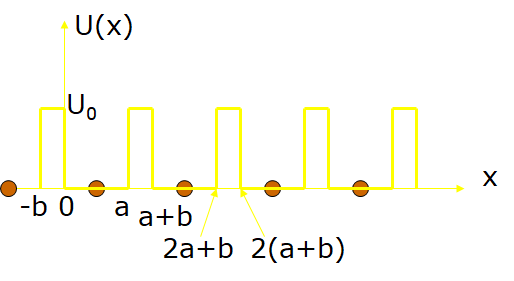 U(x)
U₀
x
-b 0 a a+b
2a+b 2(a+b)